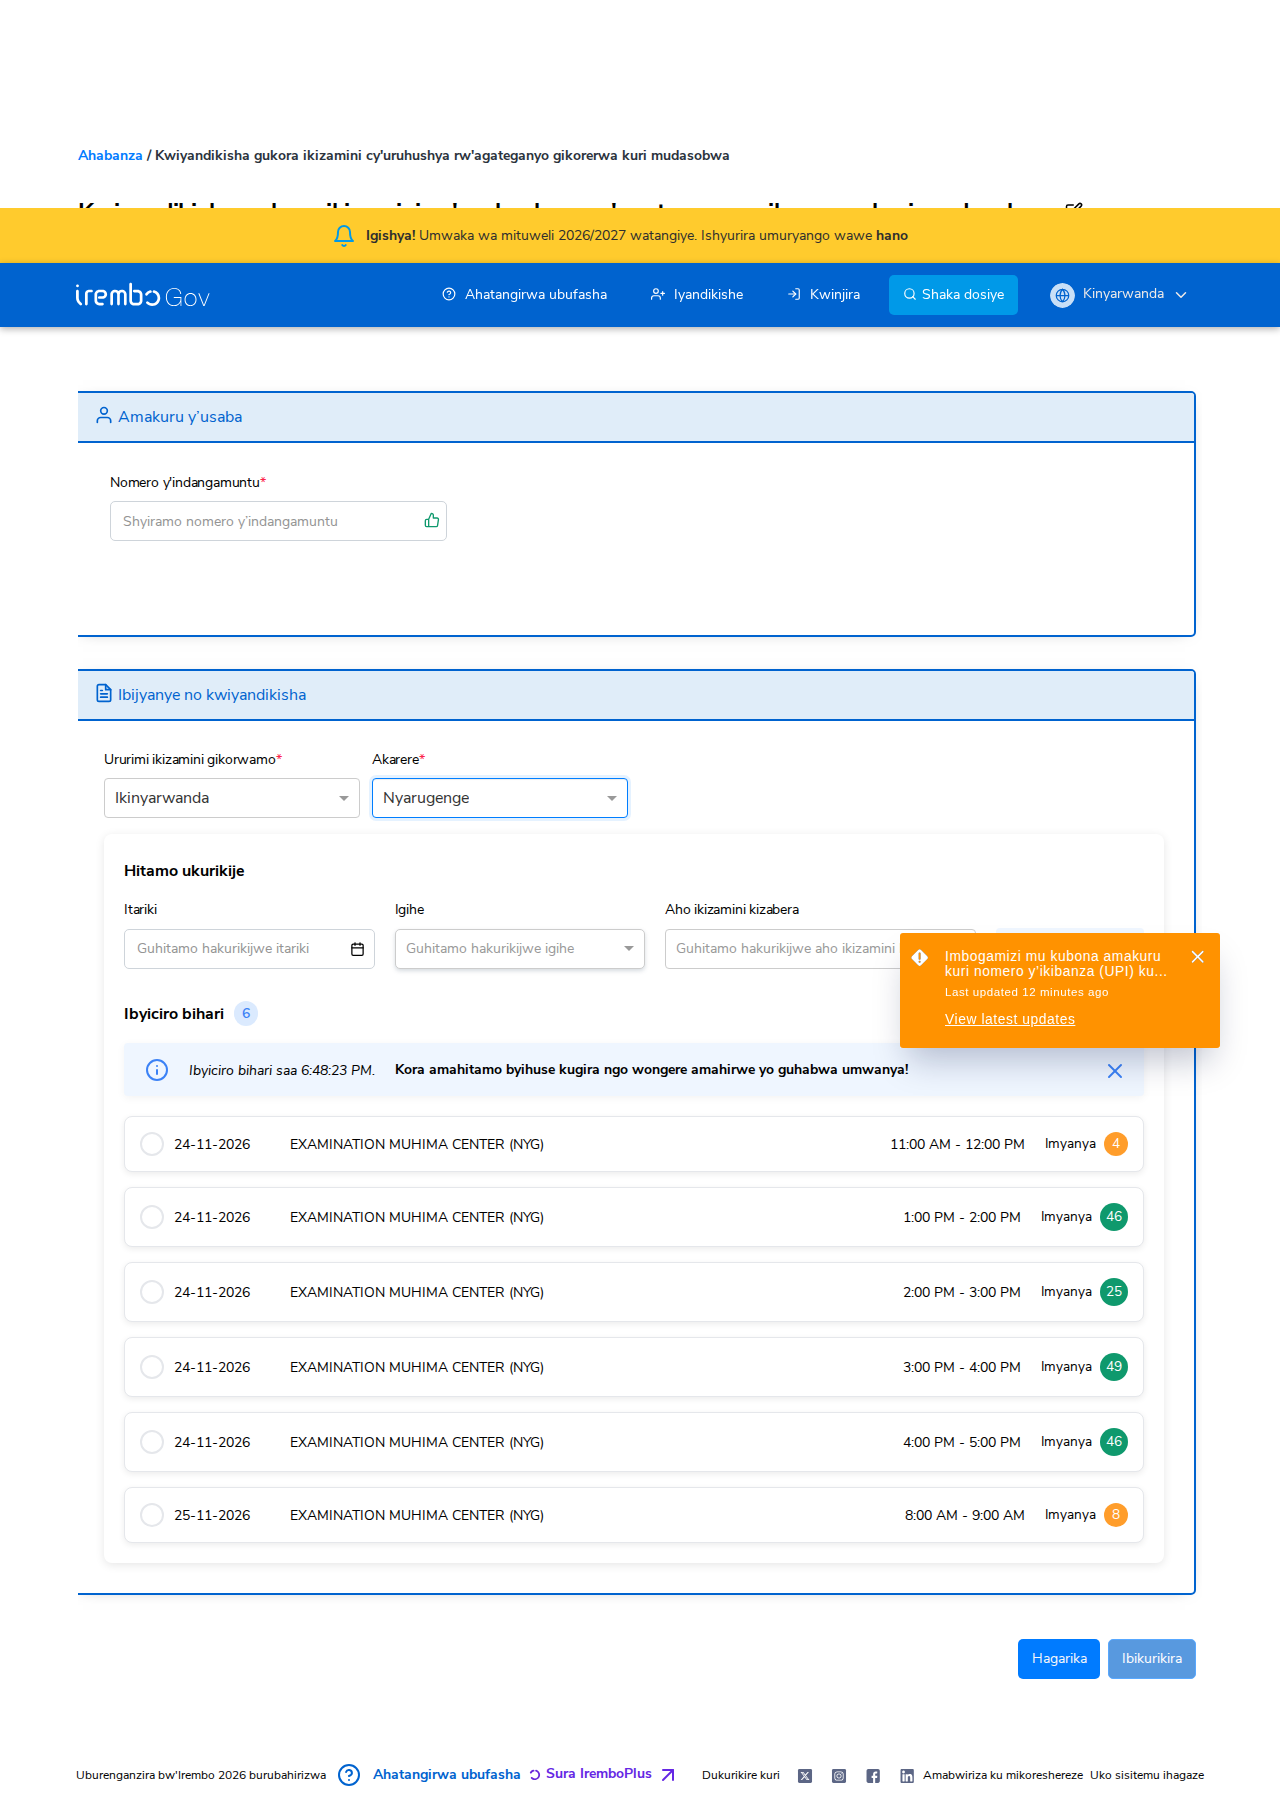 Ahabanza / Kwiyandikisha gukora ikizamini cy'uruhushya rw'agateganyo gikorerwa kuri mudasobwa
Igishya! Umwaka wa mituweli 2026/2027 watangiye. Ishyurira umuryango wawe hano
irembo Gov
Ahatangirwa ubufasha
Iyandikishe
Kwinjira
Shaka dosiye
Kinyarwanda
Amakuru y’usaba
Nomero y'indangamuntu*
Shyiramo nomero y’indangamuntu
Ibijyanye no kwiyandikisha
Ururimi ikizamini gikorwamo* Akarere*
Ikinyarwanda Nyarugenge
Hitamo ukurikije
Itariki Igihe Aho ikizamini kizabera
Guhitamo hakurikijwe itariki Guhitamo hakurikijwe igihe Guhitamo hakurikijwe aho ikizamini
Imbogamizi mu kubona amakuru
kuri nomero y’ikibanza (UPI) ku...
Last updated 12 minutes ago
View latest updates
Ibyiciro bihari 6
Ibyiciro bihari saa 6:48:23 PM. Kora amahitamo byihuse kugira ngo wongere amahirwe yo guhabwa umwanya!
24-11-2026 EXAMINATION MUHIMA CENTER (NYG) 11:00 AM - 12:00 PM Imyanya 4
24-11-2026 EXAMINATION MUHIMA CENTER (NYG) 1:00 PM - 2:00 PM Imyanya 46
24-11-2026 EXAMINATION MUHIMA CENTER (NYG) 2:00 PM - 3:00 PM Imyanya 25
24-11-2026 EXAMINATION MUHIMA CENTER (NYG) 3:00 PM - 4:00 PM Imyanya 49
24-11-2026 EXAMINATION MUHIMA CENTER (NYG) 4:00 PM - 5:00 PM Imyanya 46
25-11-2026 EXAMINATION MUHIMA CENTER (NYG) 8:00 AM - 9:00 AM Imyanya 8
Hagarika Ibikurikira
Uburenganzira bw'Irembo 2026 burubahirizwa Ahatangirwa ubufasha Sura IremboPlus Dukurikire kuri Amabwiriza ku mikoreshereze Uko sisitemu ihagaze